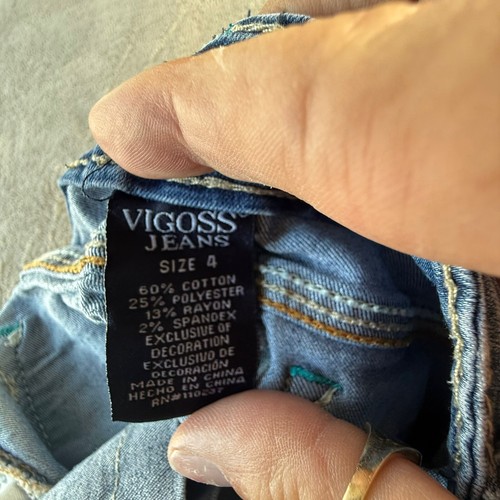 VIGOSS
JEANS
SIZE 4
60% COTTON
25% POLYESTER
13% RAYON
2% SPANDEX
EXCLUSIVE OF
DECORATION
EXCLUSIVO DE
DECORACIÓN
MADE IN CHINA
HECHO EN CHINA